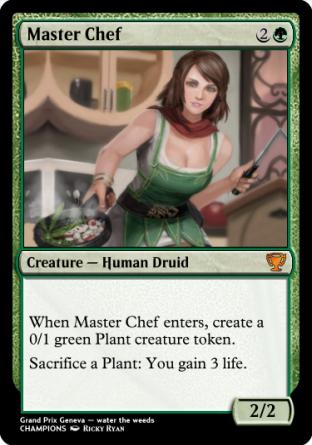 Master Chef 2
Creature — Human Druid
When Master Chef enters, create a
0/1 green Plant creature token.
Sacrifice a Plant: You gain 3 life.
2/2
Grand Prix Geneva — water the weeds
CHAMPIONS Ricky Ryan